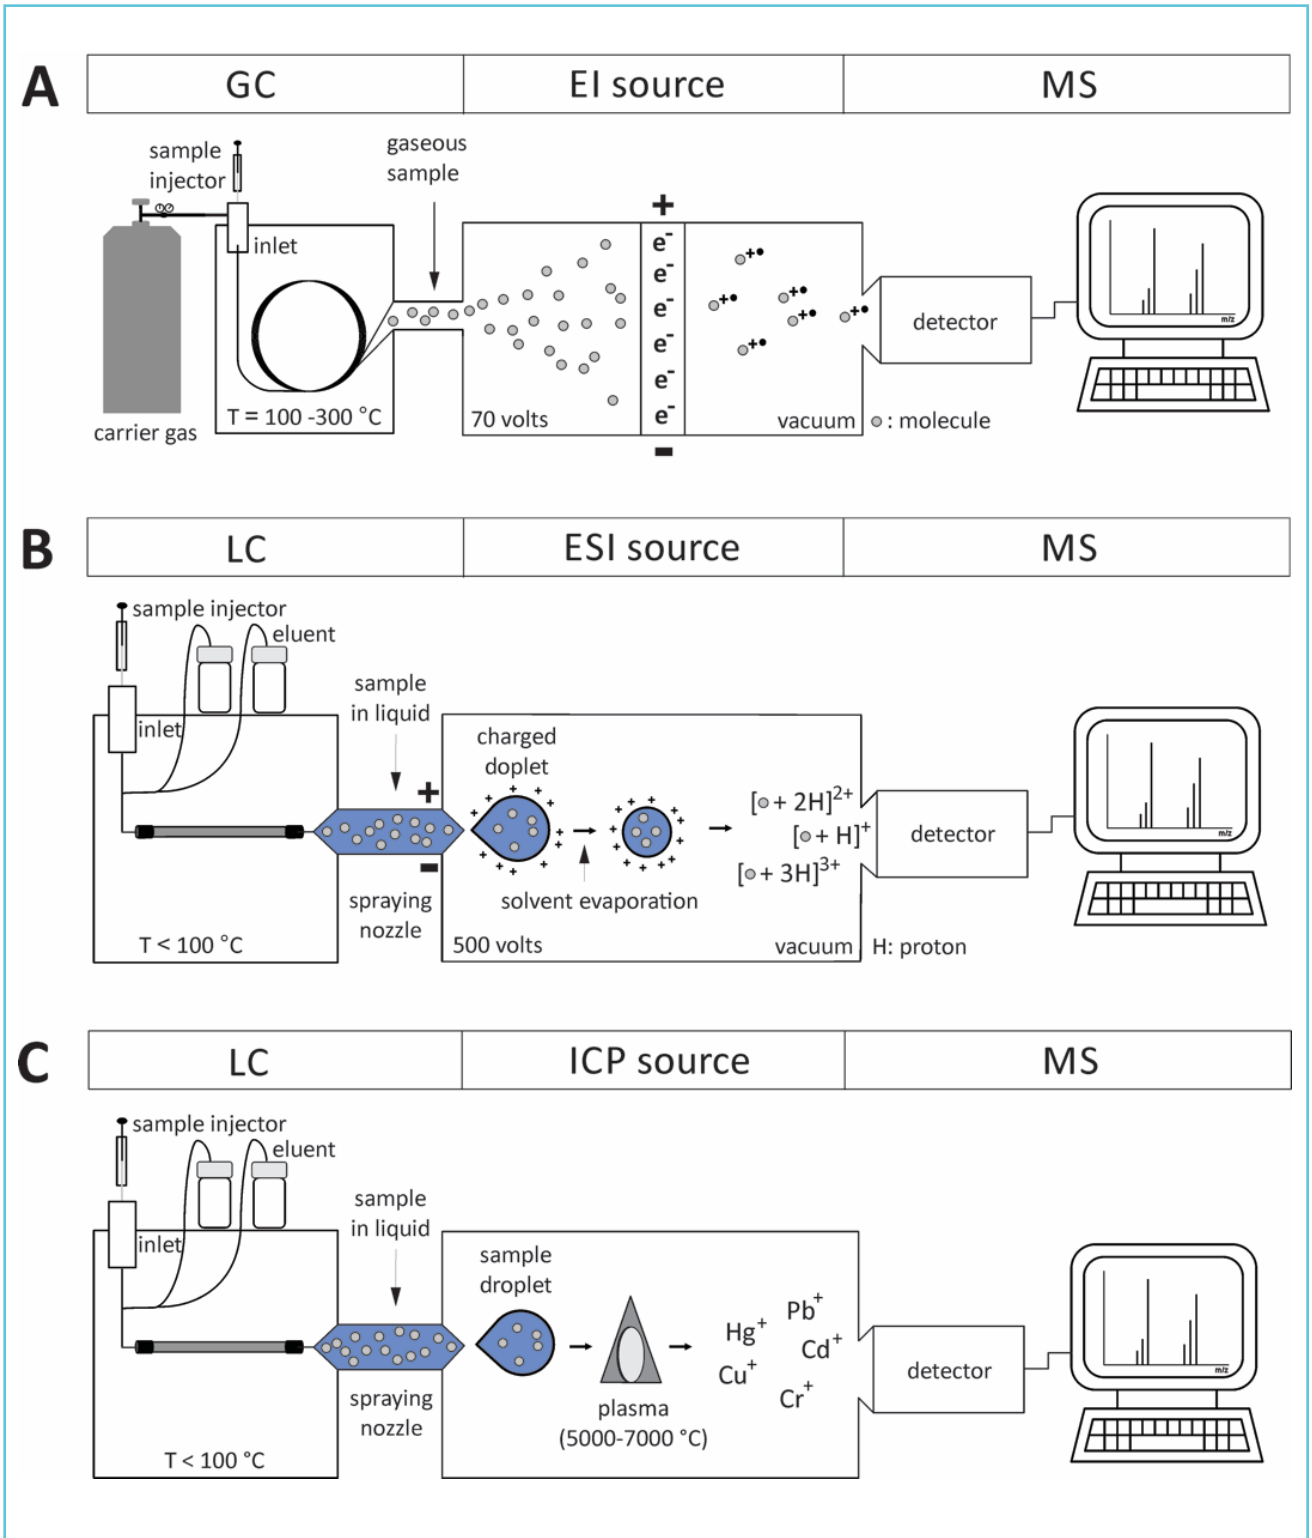 A
GC
EI source
MS
sample
injector
gaseous
sample
inlet
+
e-
e-
e-
e-
e-
e-
+•
+•
+•
+•
+•
+•
detector
m/z
T = 100 -300 °C
70 volts
vacuum
: molecule
carrier gas
-
B
LC
ESI source
MS
sample injector
eluent
inlet
sample
in liquid
+
-
charged
doplet
[ + 2H]2+
[ + H]+
[ + 3H]3+
solvent evaporation
spraying
nozzle
detector
m/z
T < 100 °C
500 volts
vacuum
H: proton
C
LC
ICP source
MS
sample injector
eluent
inlet
sample
in liquid
sample
droplet
Hg+
Pb+
Cd+
Cu+
Cr+
plasma
(5000-7000 °C)
spraying
nozzle
detector
m/z
T < 100 °C